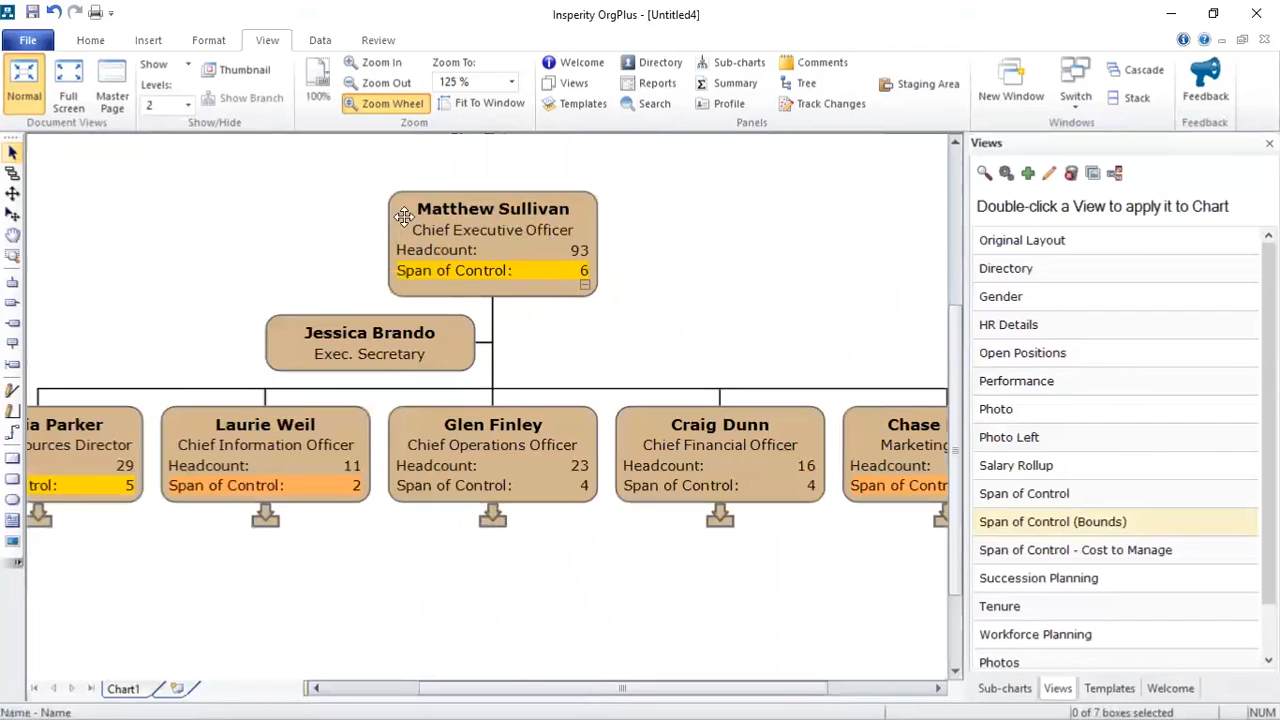 Insperity OrgPlus - [Untitled4]
File Home Insert Format View Data Review
Normal
Full Screen
Master Page
Document Views
Show
Levels:
2
Thumbnail
Show Branch
Show/Hide
100%
Zoom In
Zoom Out
Zoom Wheel
Zoom To:
125 %
Fit To Window
Zoom
Welcome
Views
Templates
Directory
Reports
Search
Sub-charts
Summary
Profile
Comments
Tree
Track Changes
Staging Area
Panels
New Window
Switch
Cascade
Stack
Windows
Feedback
Feedback
Matthew Sullivan
Chief Executive Officer
Headcount: 93
Span of Control: 6
Jessica Brando
Exec. Secretary
ia Parker
ources Director
29
trol: 5
Laurie Weil
Chief Information Officer
Headcount: 11
Span of Control: 2
Glen Finley
Chief Operations Officer
Headcount: 23
Span of Control: 4
Craig Dunn
Chief Financial Officer
Headcount: 16
Span of Control: 4
Chase
Marketing
Headcount:
Span of Contr
Views
Double-click a View to apply it to Chart
Original Layout
Directory
Gender
HR Details
Open Positions
Performance
Photo
Photo Left
Salary Rollup
Span of Control
Span of Control (Bounds)
Span of Control - Cost to Manage
Succession Planning
Tenure
Workforce Planning
Photos
Chart1
Sub-charts Views Templates Welcome
Name - Name
0 of 7 boxes selected
NUM